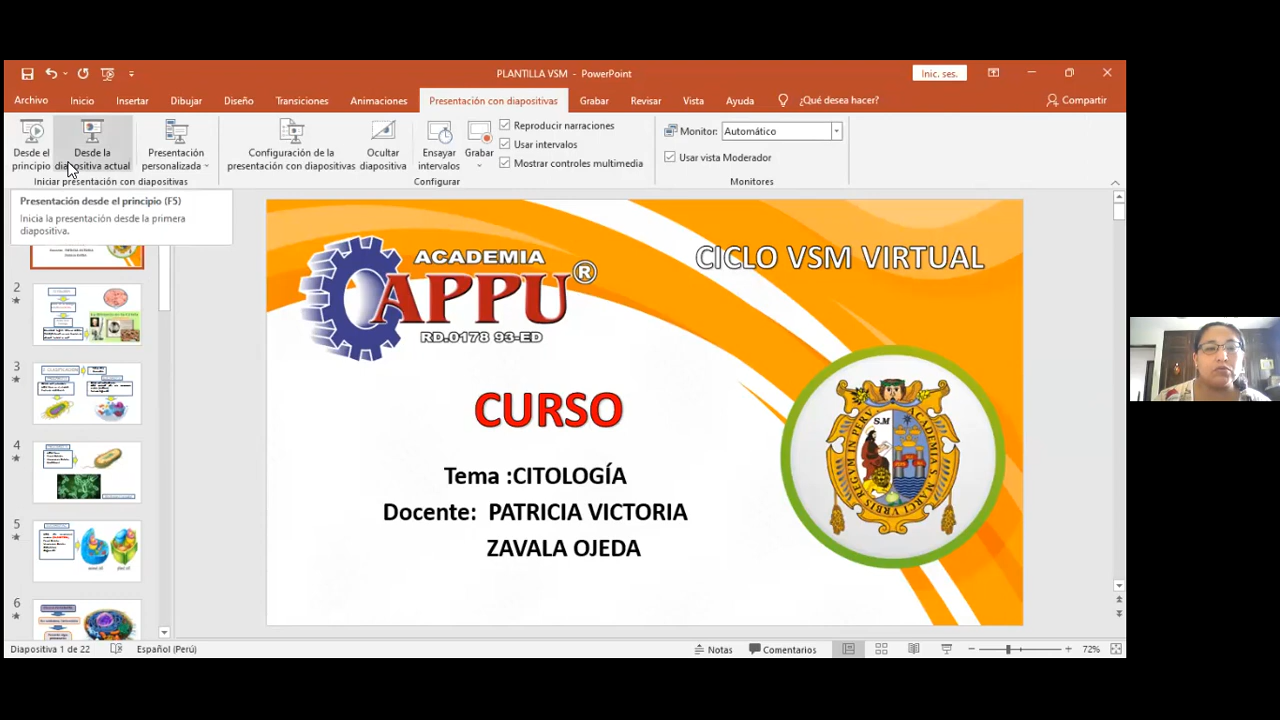 PLANTILLA VSM - PowerPoint
Inic. ses.
Archivo Inicio Insertar Dibujar Diseño Transiciones Animaciones Presentación con diapositivas Grabar Revisar Vista Ayuda ¿Qué desea hacer? Compartir
Desde el principio
Desde la diapositiva actual
Presentación personalizada
Iniciar presentación con diapositivas
Configuración de la presentación con diapositivas
Ocultar diapositiva
Ensayar intervalos
Grabar
Reproducir narraciones
Usar intervalos
Mostrar controles multimedia
Configurar
Monitor: Automático
Usar vista Moderador
Monitores
Presentación desde el principio (F5)
Inicia la presentación desde la primera
diapositiva.
2
3
4
5
6
ACADEMIA
APPU ®
RD.0178 93-ED
CICLO VSM VIRTUAL
CURSO
Tema :CITOLOGÍA
Docente: PATRICIA VICTORIA
ZAVALA OJEDA
S.M
Diapositiva 1 de 22 Español (Perú) Notas Comentarios 72%